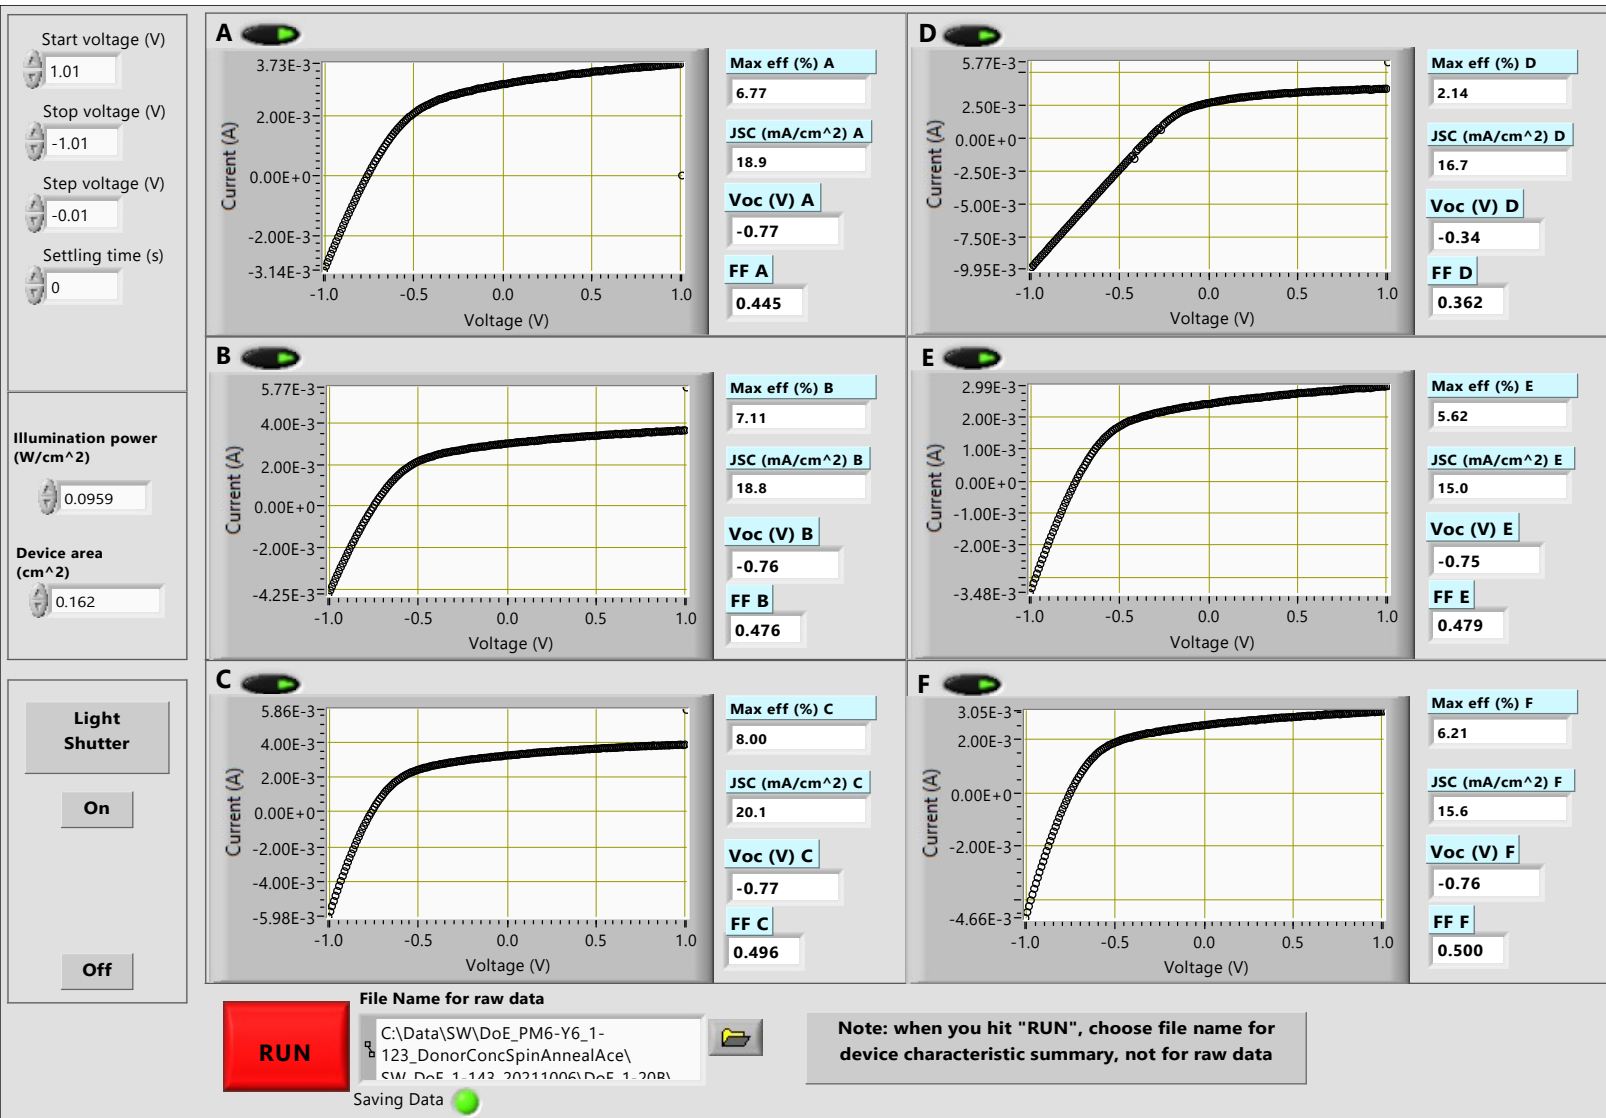 Start voltage (V)
1.01
Stop voltage (V)
-1.01
Step voltage (V)
-0.01
Settling time (s)
0
Illumination power
(W/cm^2)
0.0959
Device area
(cm^2)
0.162
Light
Shutter
On
Off
A
3.73E-3
2.00E-3
0.00E+0
-2.00E-3
-3.14E-3
Current (A)
-1.0 -0.5 0.0 0.5 1.0
Voltage (V)
Max eff (%) A
6.77
JSC (mA/cm^2) A
18.9
Voc (V) A
-0.77
FF A
0.445
B
5.77E-3
4.00E-3
2.00E-3
0.00E+0
-2.00E-3
-4.25E-3
Current (A)
-1.0 -0.5 0.0 0.5 1.0
Voltage (V)
Max eff (%) B
7.11
JSC (mA/cm^2) B
18.8
Voc (V) B
-0.76
FF B
0.476
C
5.86E-3
4.00E-3
2.00E-3
0.00E+0
-2.00E-3
-4.00E-3
-5.98E-3
Current (A)
-1.0 -0.5 0.0 0.5 1.0
Voltage (V)
Max eff (%) C
8.00
JSC (mA/cm^2) C
20.1
Voc (V) C
-0.77
FF C
0.496
D
5.77E-3
2.50E-3
0.00E+0
-2.50E-3
-5.00E-3
-7.50E-3
-9.95E-3
Current (A)
-1.0 -0.5 0.0 0.5 1.0
Voltage (V)
Max eff (%) D
2.14
JSC (mA/cm^2) D
16.7
Voc (V) D
-0.34
FF D
0.362
E
2.99E-3
2.00E-3
1.00E-3
0.00E+0
-1.00E-3
-2.00E-3
-3.48E-3
Current (A)
-1.0 -0.5 0.0 0.5 1.0
Voltage (V)
Max eff (%) E
5.62
JSC (mA/cm^2) E
15.0
Voc (V) E
-0.75
FF E
0.479
F
3.05E-3
2.00E-3
0.00E+0
-2.00E-3
-4.66E-3
Current (A)
-1.0 -0.5 0.0 0.5 1.0
Voltage (V)
Max eff (%) F
6.21
JSC (mA/cm^2) F
15.6
Voc (V) F
-0.76
FF F
0.500
RUN
File Name for raw data
C:\Data\SW\DoE_PM6-Y6_1-
123_DonorConcSpinAnnealAce\
SW_DoE_1-143_20211006\DoE_1-20B\
Saving Data
Note: when you hit "RUN", choose file name for
device characteristic summary, not for raw data